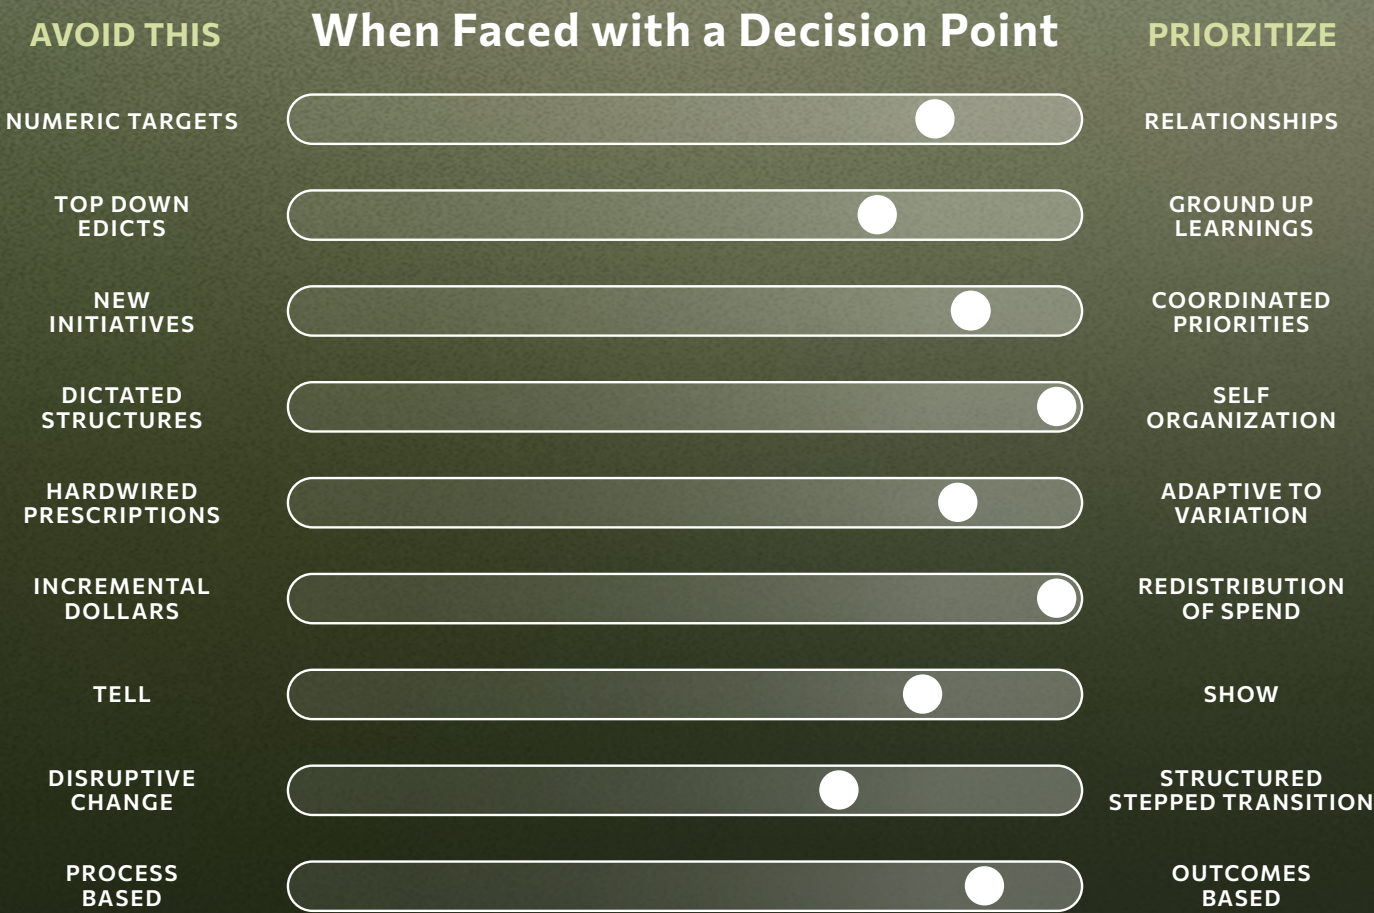 AVOID THIS
When Faced with a Decision Point
PRIORITIZE
NUMERIC TARGETS
RELATIONSHIPS
TOP DOWN
EDICTS
GROUND UP
LEARNINGS
NEW
INITIATIVES
COORDINATED
PRIORITIES
DICTATED
STRUCTURES
SELF
ORGANIZATION
HARDWIRED
PRESCRIPTIONS
ADAPTIVE TO
VARIATION
INCREMENTAL
DOLLARS
REDISTRIBUTION
OF SPEND
TELL
SHOW
DISRUPTIVE
CHANGE
STRUCTURED
STEPPED TRANSITION
PROCESS
BASED
OUTCOMES
BASED